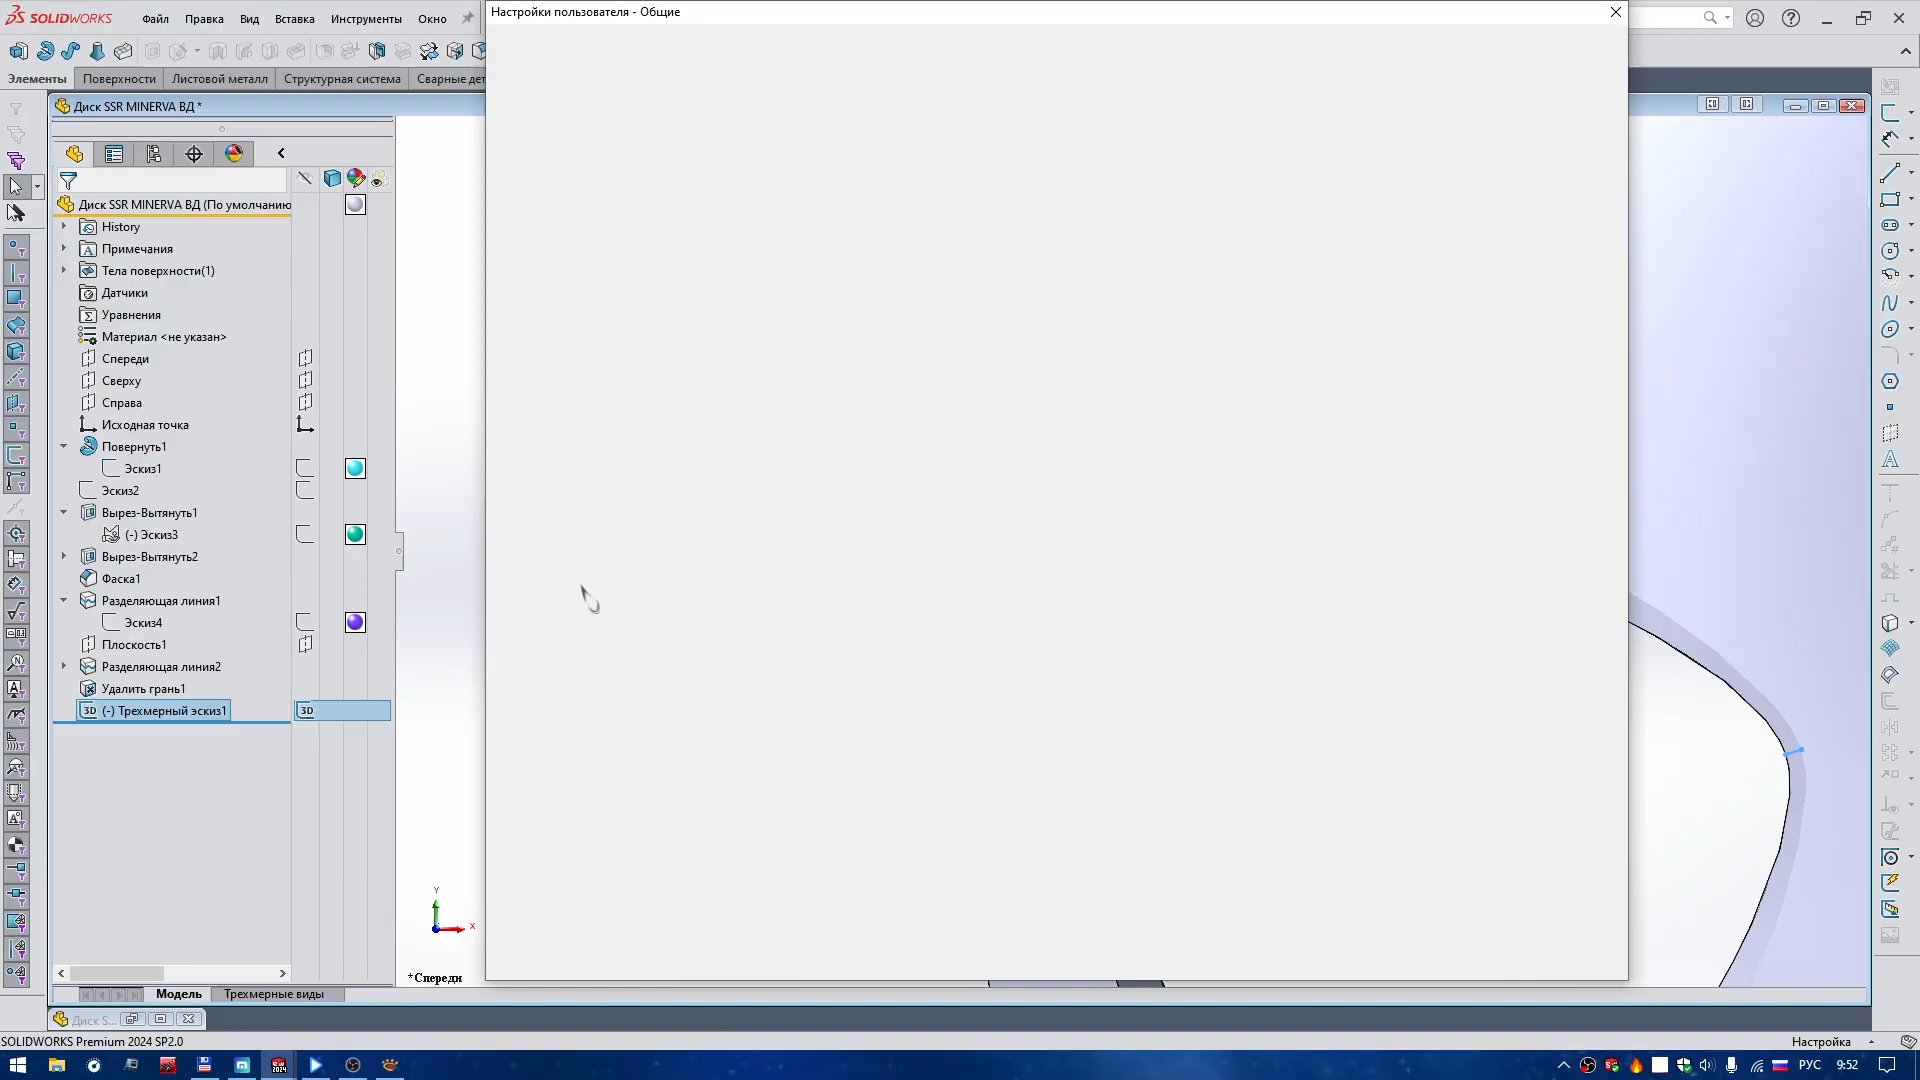 SOLIDWORKS
Файл
Правка
Вид
Вставка
Инструменты
Окно
Настройки пользователя - Общие
Элементы
Поверхности
Листовой металл
Структурная система
Сварные дет
Диск SSR MINERVA ВД *
Диск SSR MINERVA ВД (По умолчанию
History
Примечания
Тела поверхности(1)
Датчики
Уравнения
Материал <не указан>
Спереди
Сверху
Справа
Исходная точка
Повернуть1
Эскиз1
Эскиз2
Вырез-Вытянуть1
(-) Эскиз3
Вырез-Вытянуть2
Фаска1
Разделяющая линия1
Эскиз4
Плоскость1
Разделяющая линия2
Удалить грань1
3D (-) Трехмерный эскиз1
3D
Y
X
*Спереди
Модель
Трехмерные виды
Диск S...
SOLIDWORKS Premium 2024 SP2.0
Настройка
РУС
9:52